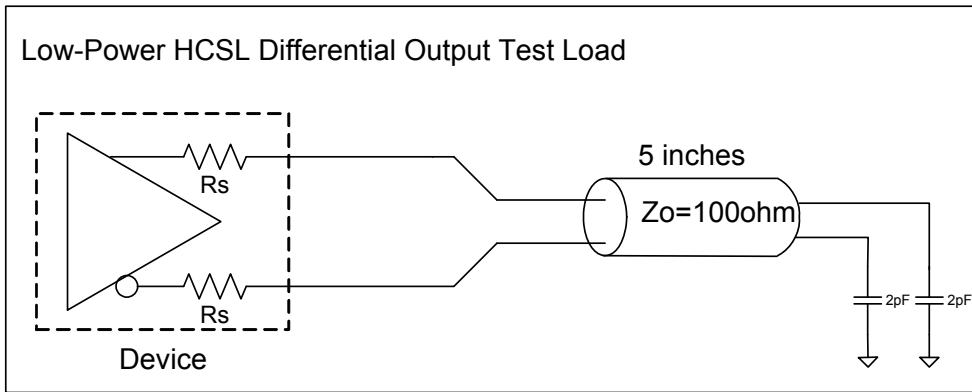 Low-Power HCSL Differential Output Test Load
Rs
5 inches
Zo=100ohm
Rs
2pF
2pF
Device